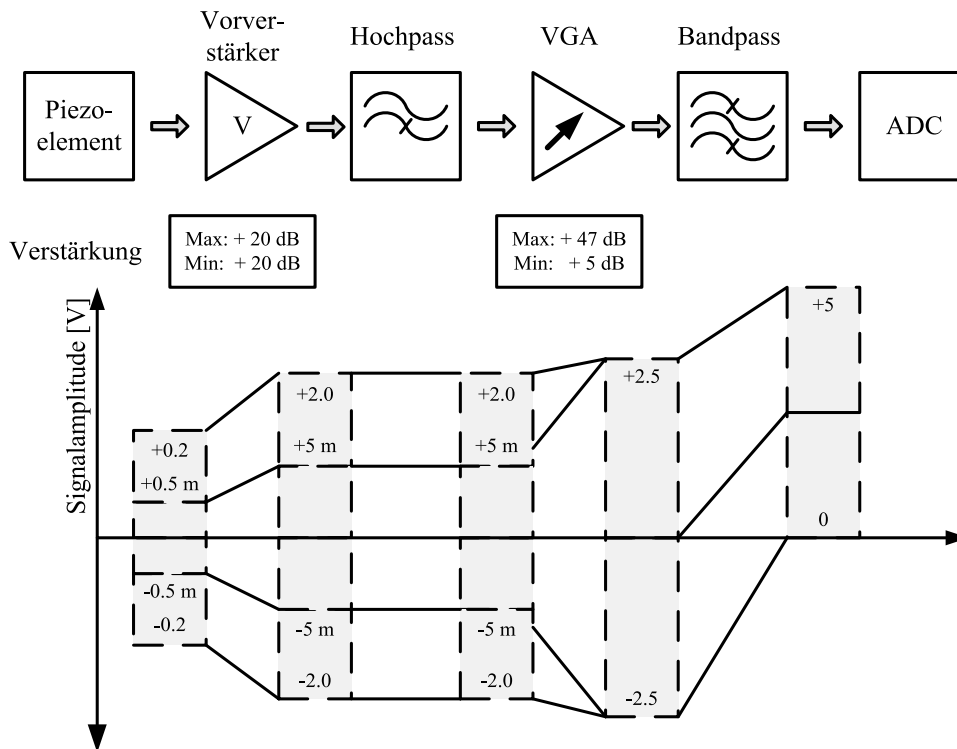 Vorver-
stärker
Hochpass
VGA
Bandpass
Piezo-
element
V
ADC
Verstärkung
Max: + 20 dB
Min: + 20 dB
Max: + 47 dB
Min: + 5 dB
Signalamplitude [V]
+0.2
+0.5 m
-0.5 m
-0.2
+2.0
+5 m
-5 m
-2.0
+2.0
+5 m
-5 m
-2.0
+2.5
-2.5
+5
0